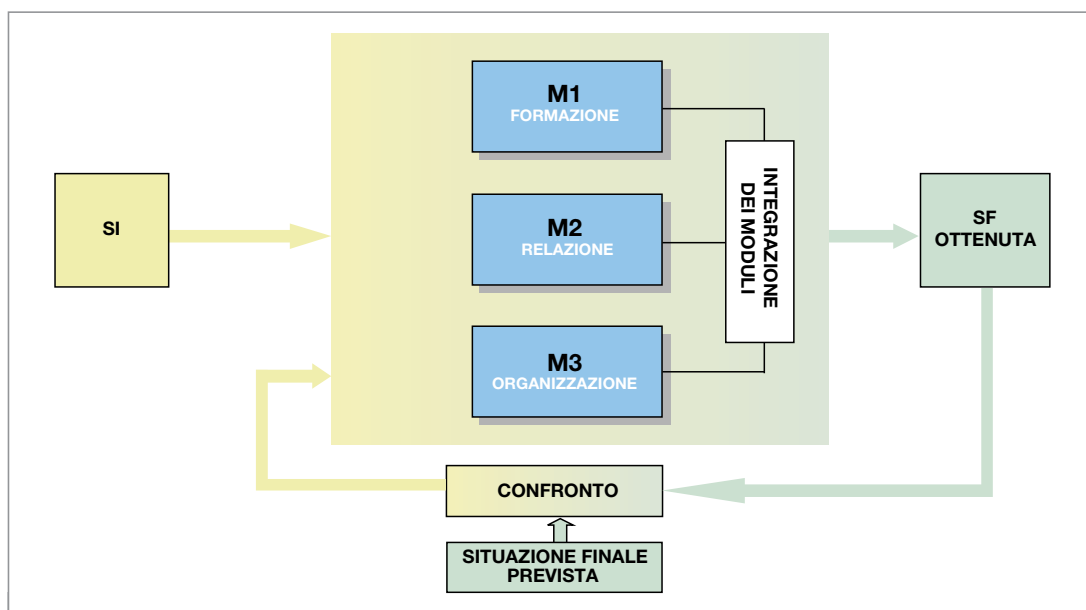 M1
FORMAZIONE
SI
M2
RELAZIONE
INTEGRAZIONE
DEI MODULI
SF
OTTENUTA
M3
ORGANIZZAZIONE
CONFRONTO
SITUAZIONE FINALE
PREVISTA